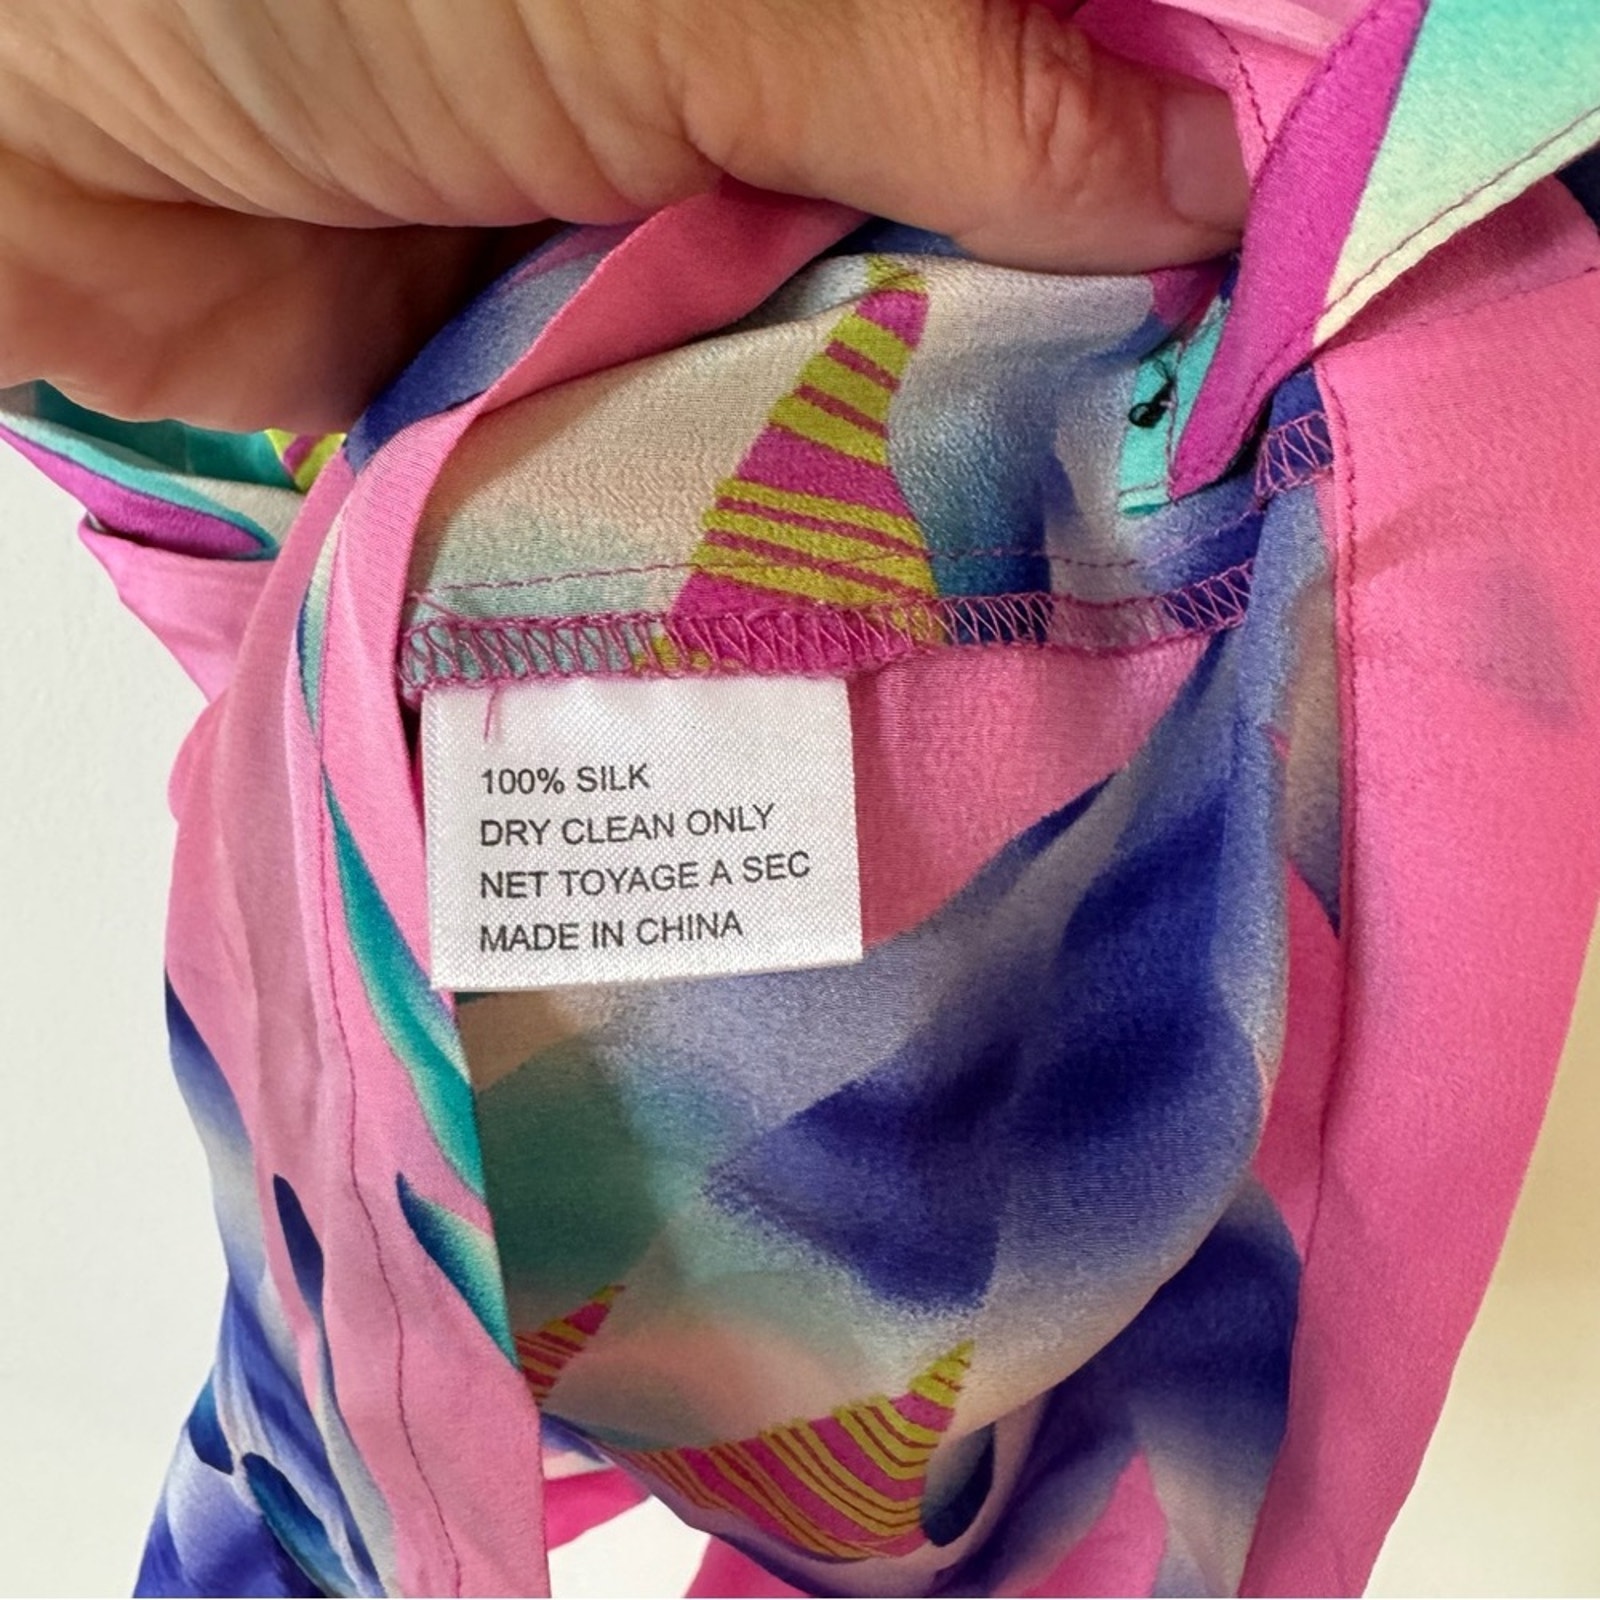 100% SILK
DRY CLEAN ONLY
NET TOYAGE A SEC
MADE IN CHINA